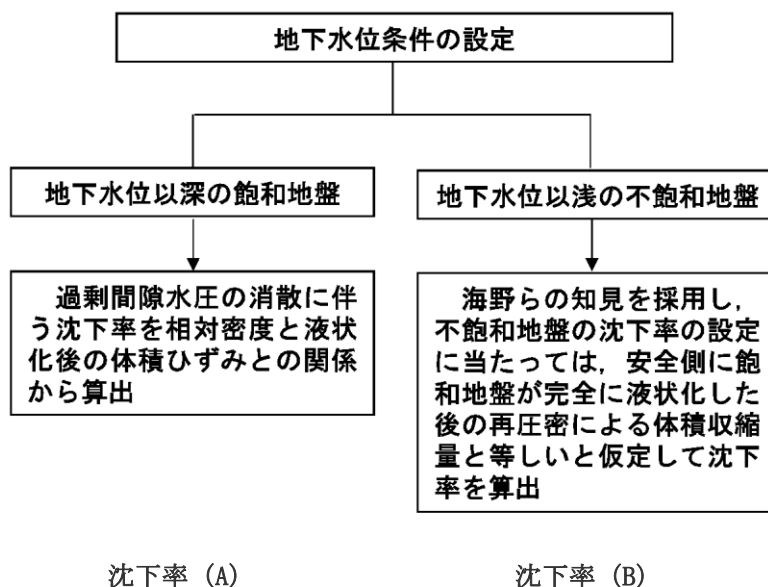 地下水位条件の設定
地下水位以深の飽和地盤
地下水位以浅の不飽和地盤
過剰間隙水圧の消散に伴
う沈下率を相対密度と液状
化後の体積ひずみとの関係
から算出
海野らの知見を採用し，
不飽和地盤の沈下率の設定
に当たっては，安全側に飽
和地盤が完全に液状化した
後の再圧密による体積収縮
量と等しいと仮定して沈下
率を算出
沈下率 (A)
沈下率 (B)